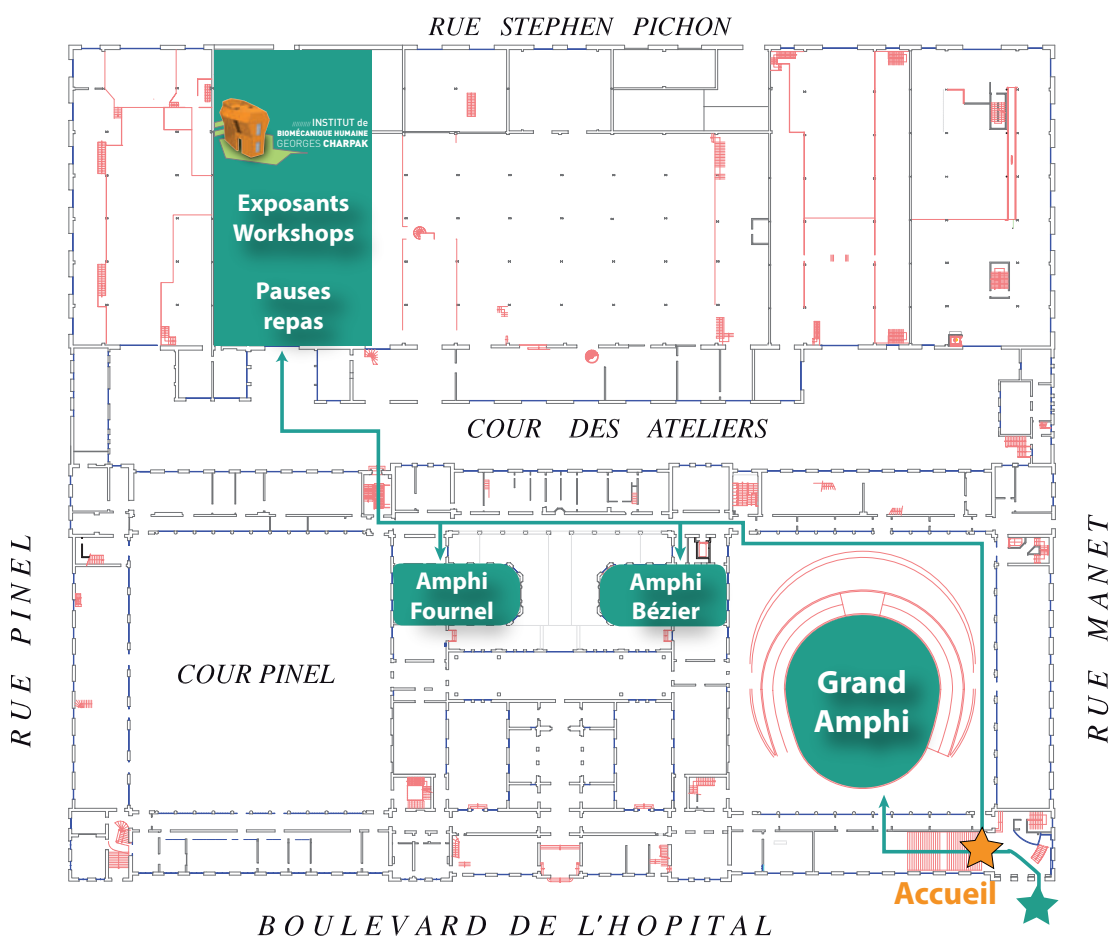 RUE STEPHEN PICHON
////// INSTITUT de
BIOMÉCANIQUE HUMAINE
GEORGES CHARPAK
Exposants
Workshops
Pauses
repas
COUR DES ATELIERS
RUE PINEL
RUE MANET
Amphi
Fournel
Amphi
Bézier
COUR PINEL
Grand
Amphi
Accueil
BOULEVARD DE L'HOPITAL